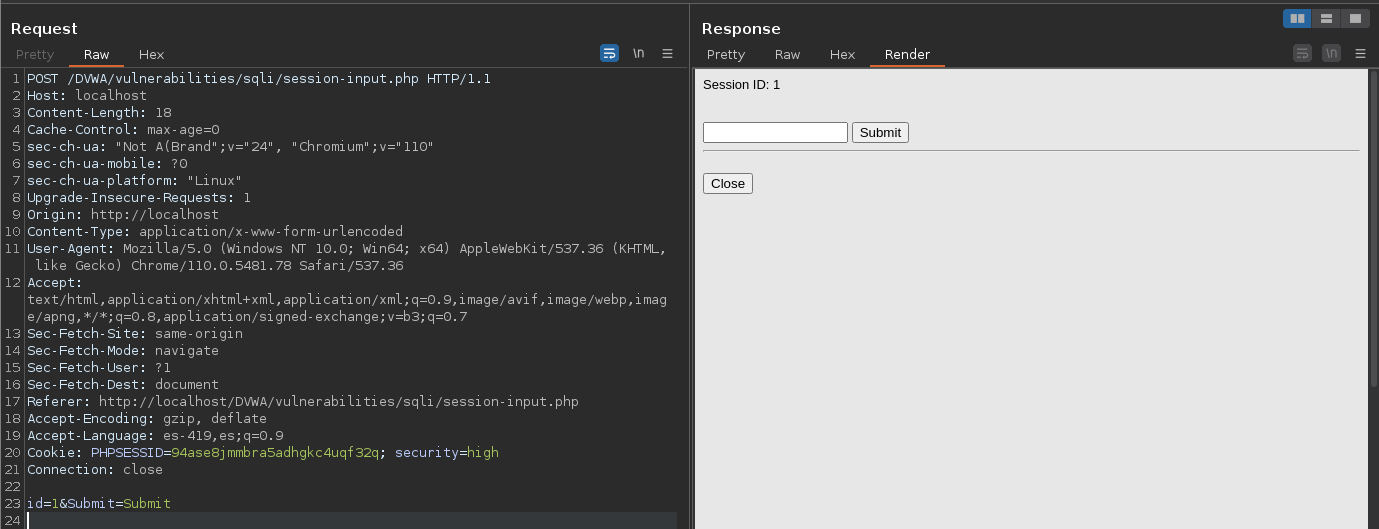 Request
Pretty Raw Hex
\n
1 POST /DVWA/vulnerabilities/sqli/session-input.php HTTP/1.1
2 Host: localhost
3 Content-Length: 18
4 Cache-Control: max-age=0
5 sec-ch-ua: "Not A(Brand";v="24", "Chromium";v="110"
6 sec-ch-ua-mobile: ?0
7 sec-ch-ua-platform: "Linux"
8 Upgrade-Insecure-Requests: 1
9 Origin: http://localhost
10 Content-Type: application/x-www-form-urlencoded
11 User-Agent: Mozilla/5.0 (Windows NT 10.0; Win64; x64) AppleWebKit/537.36 (KHTML,
like Gecko) Chrome/110.0.5481.78 Safari/537.36
12 Accept:
text/html,application/xhtml+xml,application/xml;q=0.9,image/avif,image/webp,imag
e/apng,*/*;q=0.8,application/signed-exchange;v=b3;q=0.7
13 Sec-Fetch-Site: same-origin
14 Sec-Fetch-Mode: navigate
15 Sec-Fetch-User: ?1
16 Sec-Fetch-Dest: document
17 Referer: http://localhost/DVWA/vulnerabilities/sqli/session-input.php
18 Accept-Encoding: gzip, deflate
19 Accept-Language: es-419,es;q=0.9
20 Cookie: PHPSESSID=94ase8jmmbra5adhgkc4uqf32q; security=high
21 Connection: close
22
23 id=1&Submit=Submit
24
Response
Pretty Raw Hex Render
\n
Session ID: 1
Submit
Close